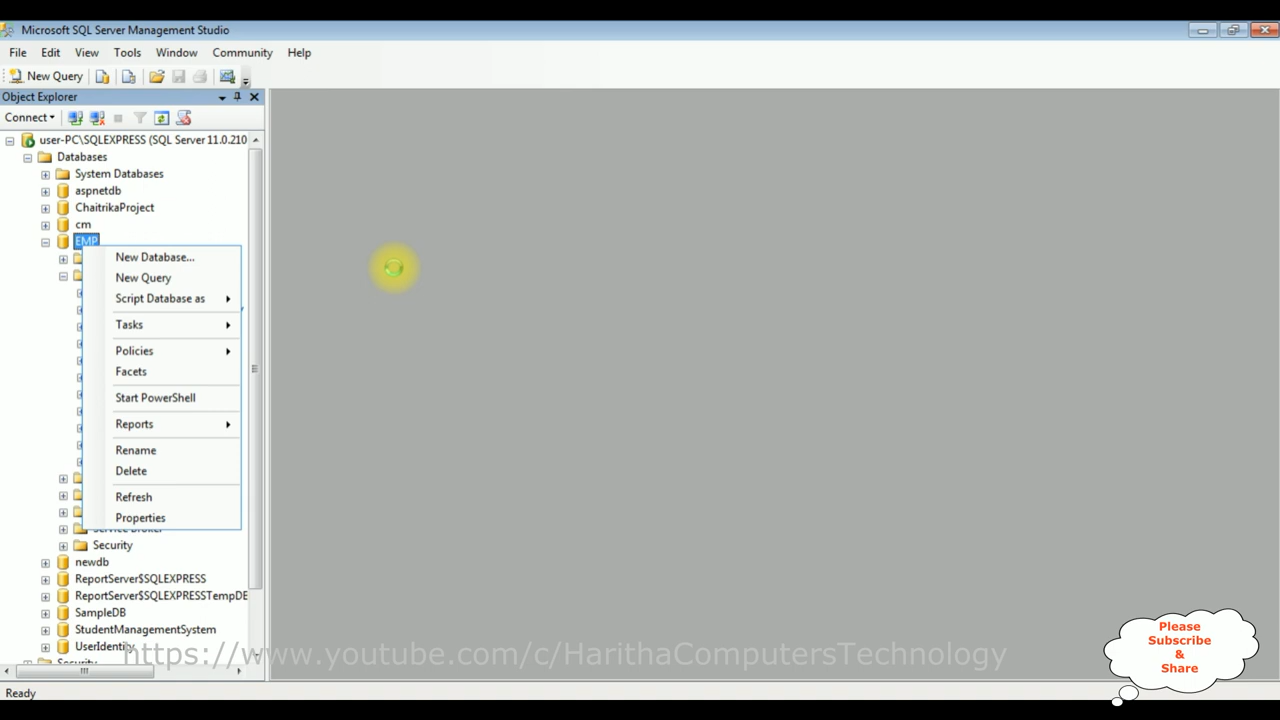 Microsoft SQL Server Management Studio
File Edit View Tools Window Community Help
New Query
Object Explorer
Connect
user-PC\SQLEXPRESS (SQL Server 11.0.210
Databases
System Databases
aspnetdb
ChaitrikaProject
cm
EMP
New Database...
New Query
Script Database as
Tasks
Policies
Facets
Start PowerShell
Reports
Rename
Delete
Refresh
Properties
Security
newdb
ReportServer$SQLEXPRESS
ReportServer$SQLEXPRESSTempDB
SampleDB
StudentManagementSystem
UserIdentity
Security
https://www.youtube.com/c/HarithaComputersTechnology
Please
Subscribe
&
Share
Ready